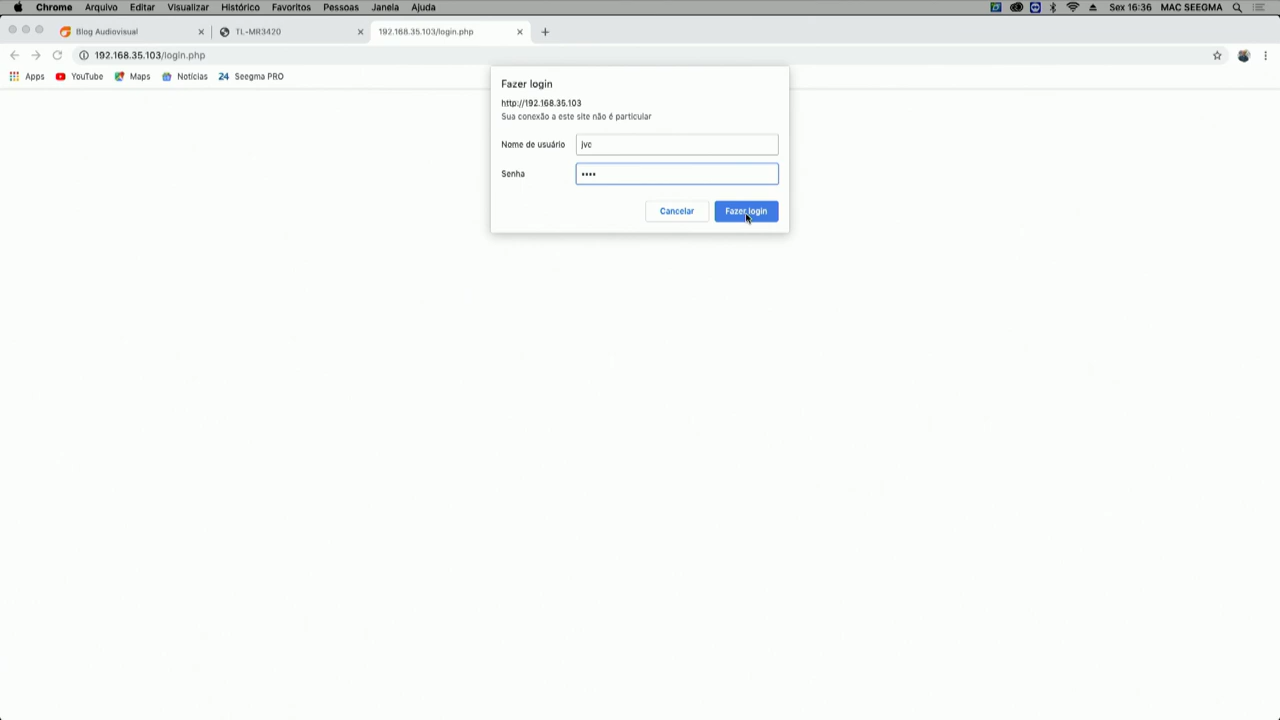 Chrome Arquivo Editar Visualizar Histórico Favoritos Pessoas Janela Ajuda Sex 16:36 MAC SEEGMA
Blog Audiovisual TL-MR3420 192.168.35.103/login.php
192.168.35.103/login.php
Apps YouTube Maps Notícias 24 Seegma PRO
Fazer login
http://192.168.35.103
Sua conexão a este site não é particular
Nome de usuário jvc
Senha ••••
Cancelar Fazer login